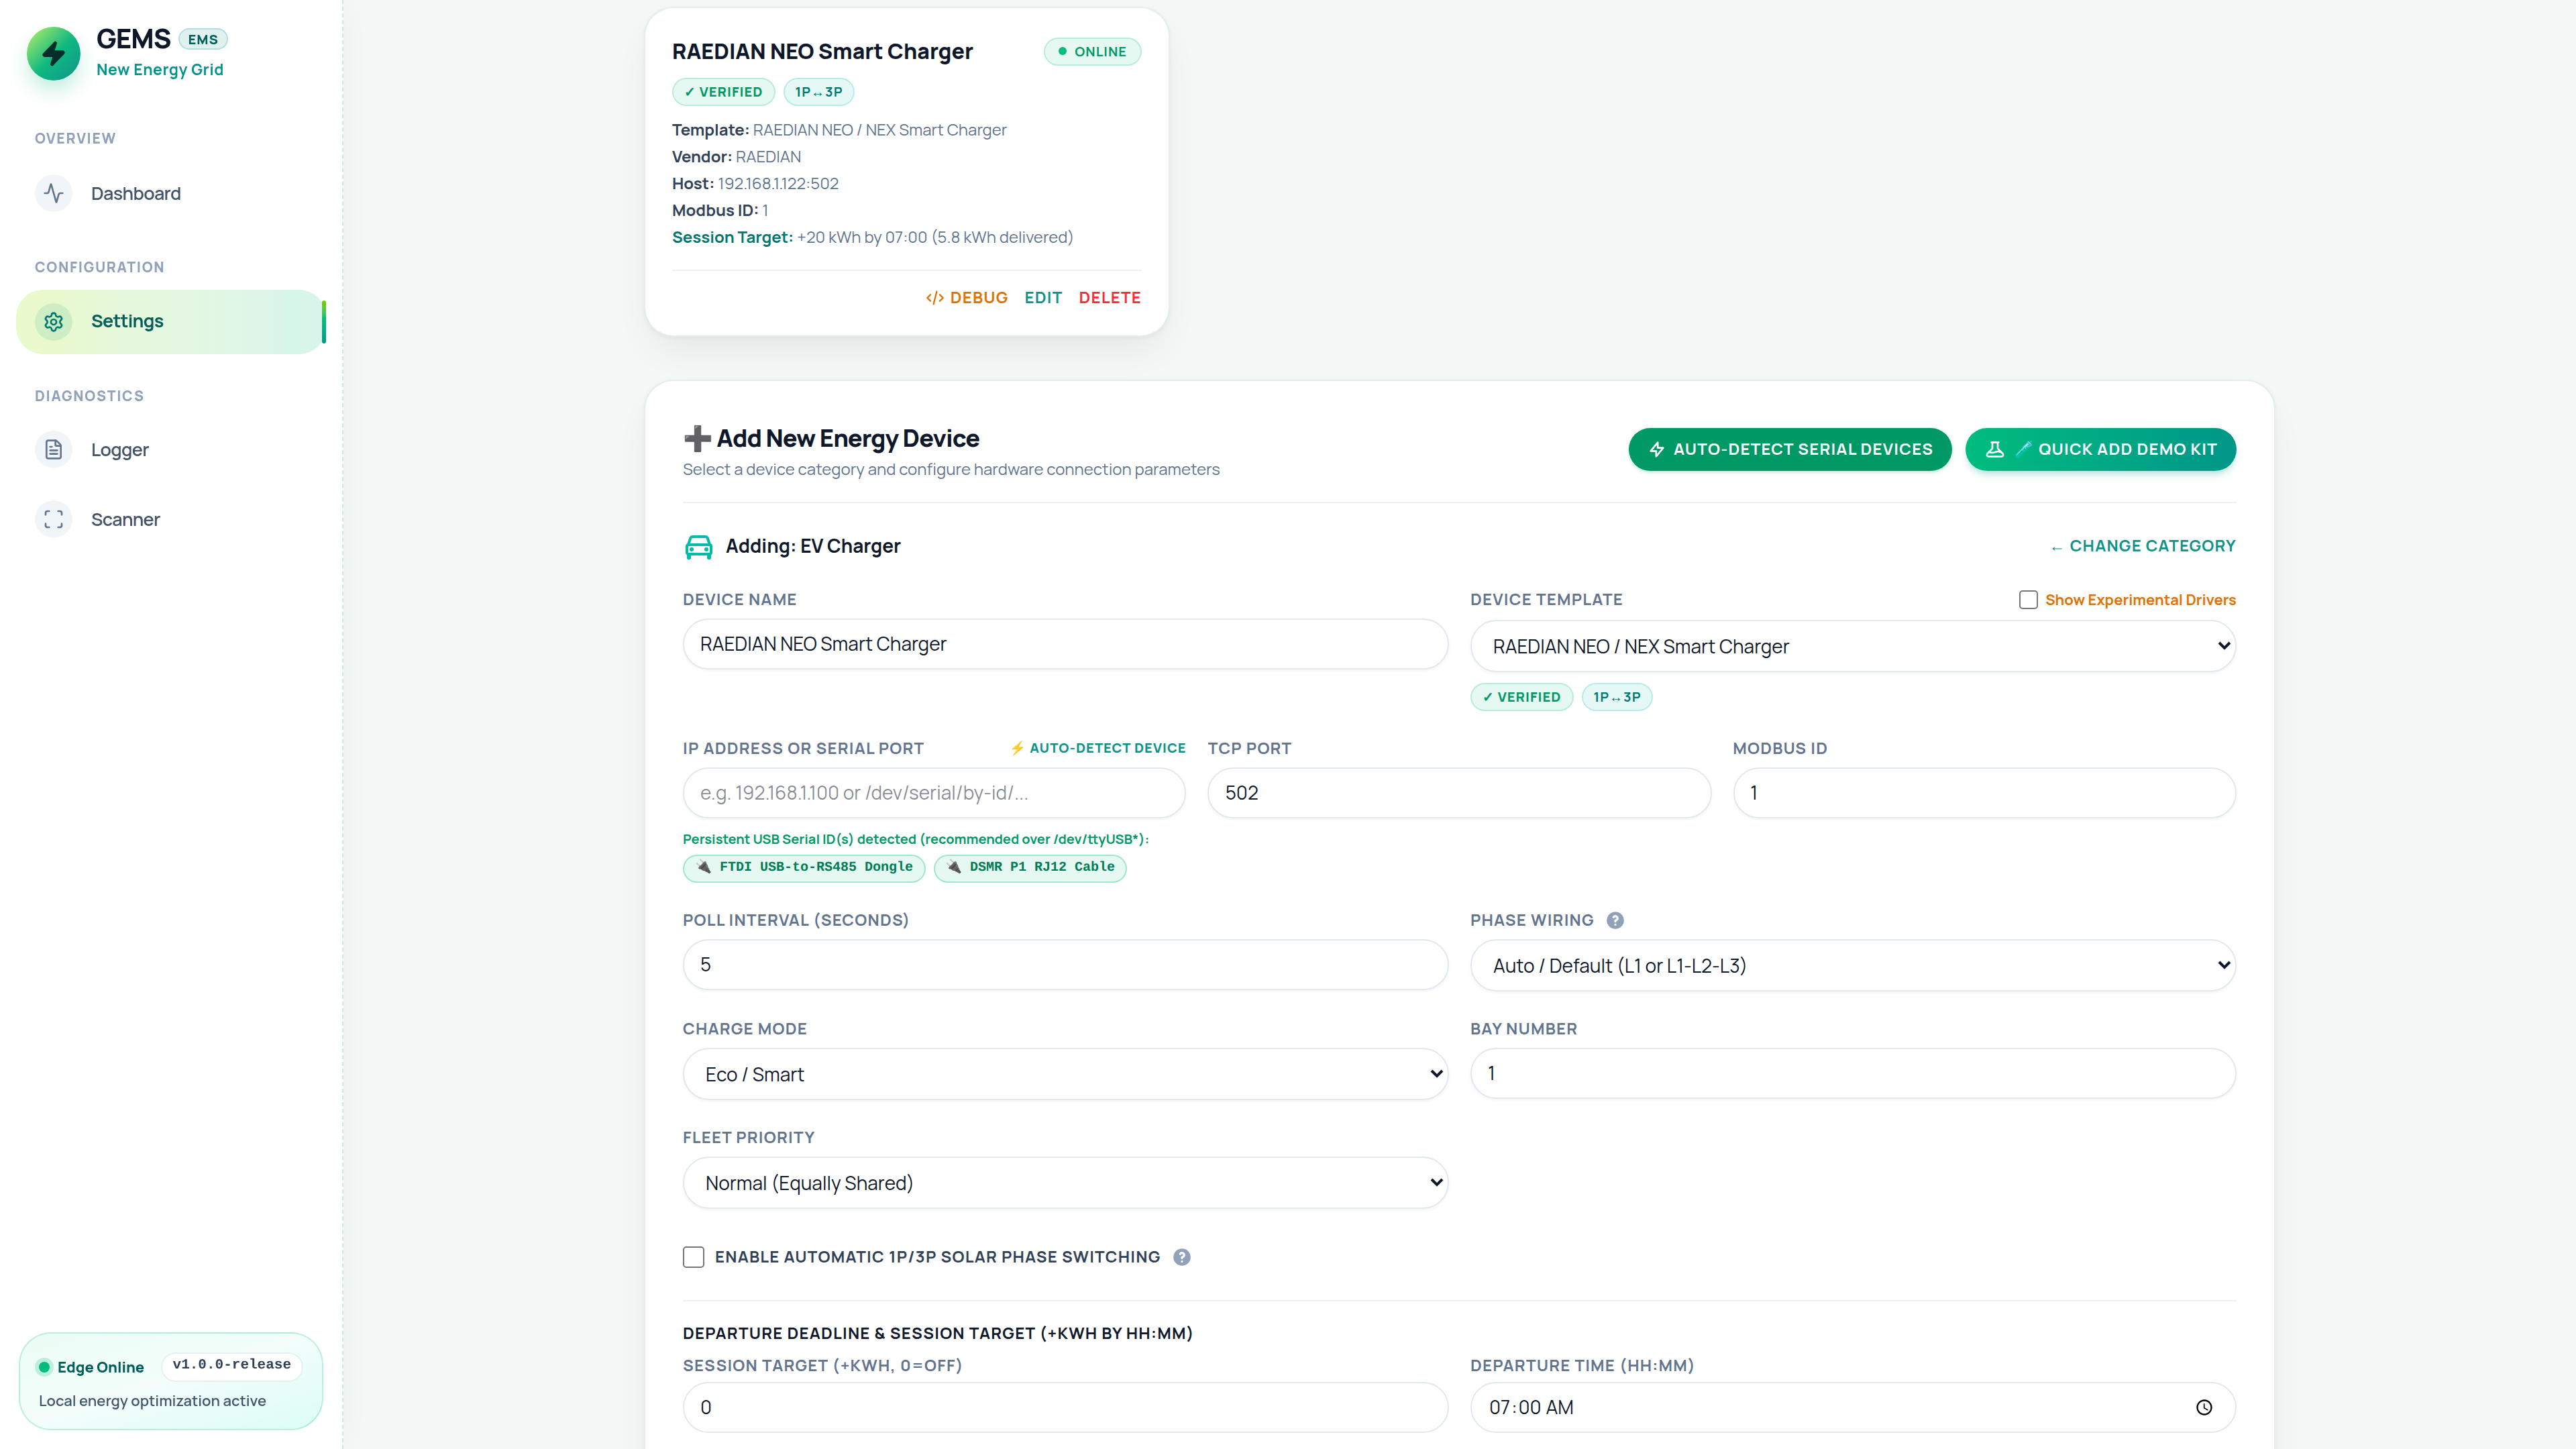 GEMS EMS
New Energy Grid
OVERVIEW
Dashboard
CONFIGURATION
Settings
DIAGNOSTICS
Logger
Scanner
Edge Online v1.0.0-release
Local energy optimization active
RAEDIAN NEO Smart Charger ONLINE
✓ VERIFIED 1P↔3P
Template: RAEDIAN NEO / NEX Smart Charger
Vendor: RAEDIAN
Host: 192.168.1.122:502
Modbus ID: 1
Session Target: +20 kWh by 07:00 (5.8 kWh delivered)
</> DEBUG EDIT DELETE
➕ Add New Energy Device
Select a device category and configure hardware connection parameters
AUTO-DETECT SERIAL DEVICES
🧪 QUICK ADD DEMO KIT
Adding: EV Charger
← CHANGE CATEGORY
DEVICE NAME
RAEDIAN NEO Smart Charger
DEVICE TEMPLATE
Show Experimental Drivers
RAEDIAN NEO / NEX Smart Charger
✓ VERIFIED 1P↔3P
IP ADDRESS OR SERIAL PORT ⚡ AUTO-DETECT DEVICE
e.g. 192.168.1.100 or /dev/serial/by-id/...
TCP PORT
502
MODBUS ID
1
Persistent USB Serial ID(s) detected (recommended over /dev/ttyUSB*):
🔌 FTDI USB-to-RS485 Dongle 🔌 DSMR P1 RJ12 Cable
POLL INTERVAL (SECONDS)
5
PHASE WIRING ?
Auto / Default (L1 or L1-L2-L3)
CHARGE MODE
Eco / Smart
BAY NUMBER
1
FLEET PRIORITY
Normal (Equally Shared)
ENABLE AUTOMATIC 1P/3P SOLAR PHASE SWITCHING ?
DEPARTURE DEADLINE & SESSION TARGET (+KWH BY HH:MM)
SESSION TARGET (+KWH, 0=OFF)
0
DEPARTURE TIME (HH:MM)
07:00 AM